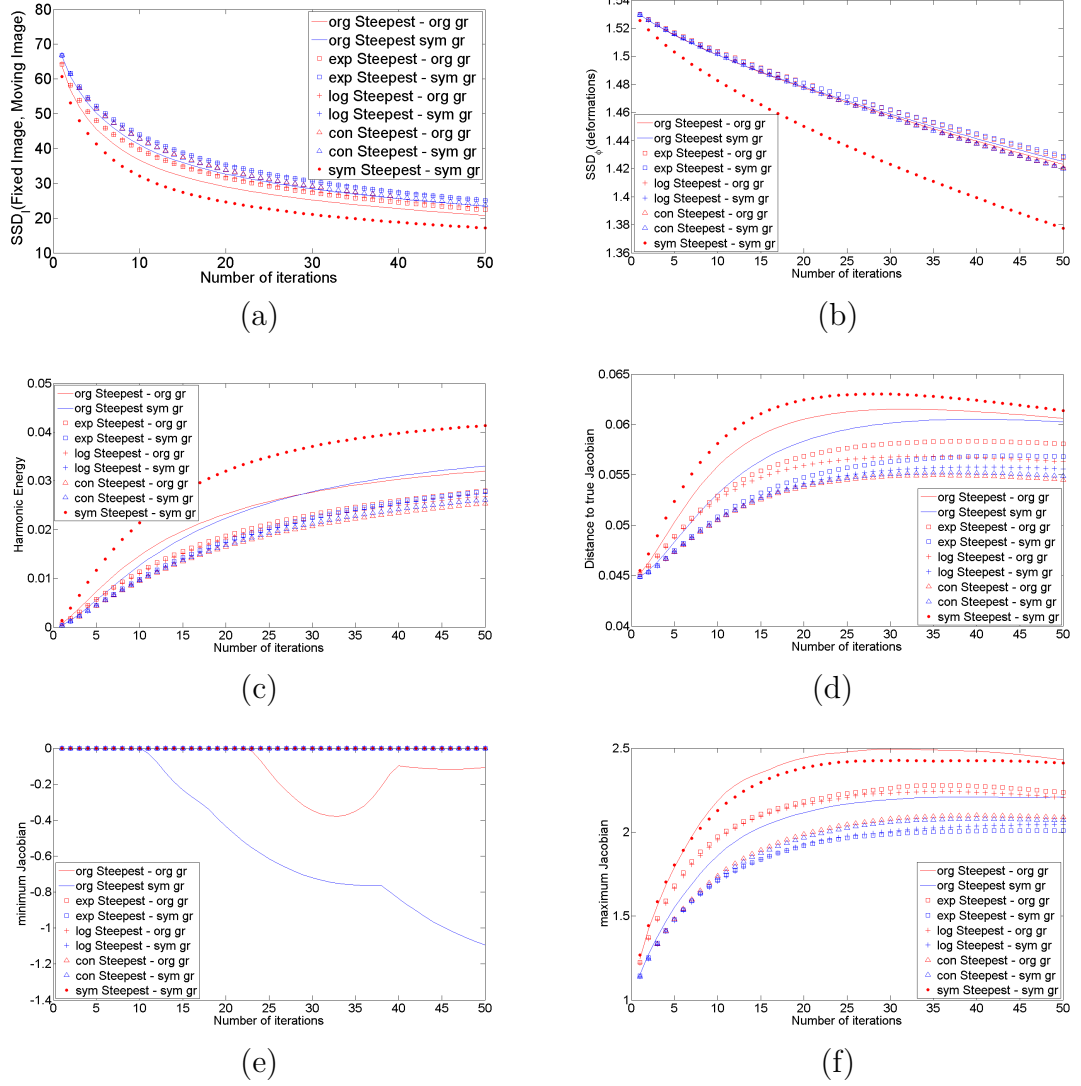 80
70
60
50
40
30
20
10
SSD_I(Fixed Image, Moving Image)
org Steepest - org gr
org Steepest sym gr
exp Steepest - org gr
exp Steepest - sym gr
log Steepest - org gr
log Steepest - sym gr
con Steepest - org gr
con Steepest - sym gr
sym Steepest - sym gr
0 5 10 15 20 25 30 35 40 45 50
Number of iterations
(a)
1.54
1.52
1.5
1.48
1.46
1.44
1.42
1.4
1.38
1.36
SSD_ϕ(deformations)
org Steepest - org gr
org Steepest sym gr
exp Steepest - org gr
exp Steepest - sym gr
log Steepest - org gr
log Steepest - sym gr
con Steepest - org gr
con Steepest - sym gr
sym Steepest - sym gr
0 5 10 15 20 25 30 35 40 45 50
Number of iterations
(b)
0.05
0.04
0.03
0.02
0.01
0
Harmonic Energy
org Steepest - org gr
org Steepest sym gr
exp Steepest - org gr
exp Steepest - sym gr
log Steepest - org gr
log Steepest - sym gr
con Steepest - org gr
con Steepest - sym gr
sym Steepest - sym gr
0 5 10 15 20 25 30 35 40 45 50
Number of iterations
(c)
0.065
0.06
0.055
0.05
0.045
0.04
Distance to true Jacobian
org Steepest - org gr
org Steepest sym gr
exp Steepest - org gr
exp Steepest - sym gr
log Steepest - org gr
log Steepest - sym gr
con Steepest - org gr
con Steepest - sym gr
sym Steepest - sym gr
0 5 10 15 20 25 30 35 40 45 50
Number of iterations
(d)
0
-0.2
-0.4
-0.6
-0.8
-1
-1.2
-1.4
minimum Jacobian
org Steepest - org gr
org Steepest sym gr
exp Steepest - org gr
exp Steepest - sym gr
log Steepest - org gr
log Steepest - sym gr
con Steepest - org gr
con Steepest - sym gr
sym Steepest - sym gr
0 5 10 15 20 25 30 35 40 45 50
Number of iterations
(e)
2.5
2
1.5
1
maximum Jacobian
org Steepest - org gr
org Steepest sym gr
exp Steepest - org gr
exp Steepest - sym gr
log Steepest - org gr
log Steepest - sym gr
con Steepest - org gr
con Steepest - sym gr
sym Steepest - sym gr
0 5 10 15 20 25 30 35 40 45 50
Number of iterations
(f)